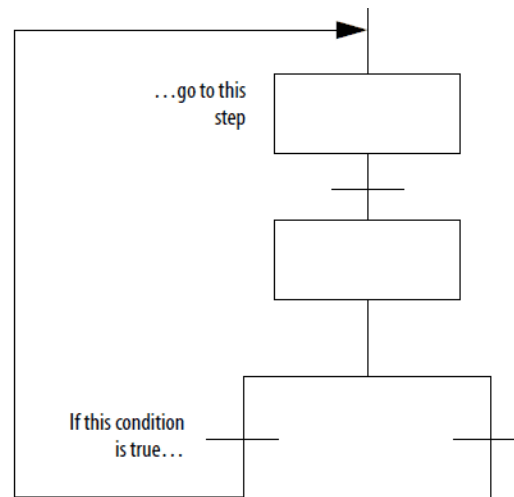 …go to this
step
If this condition
is true…